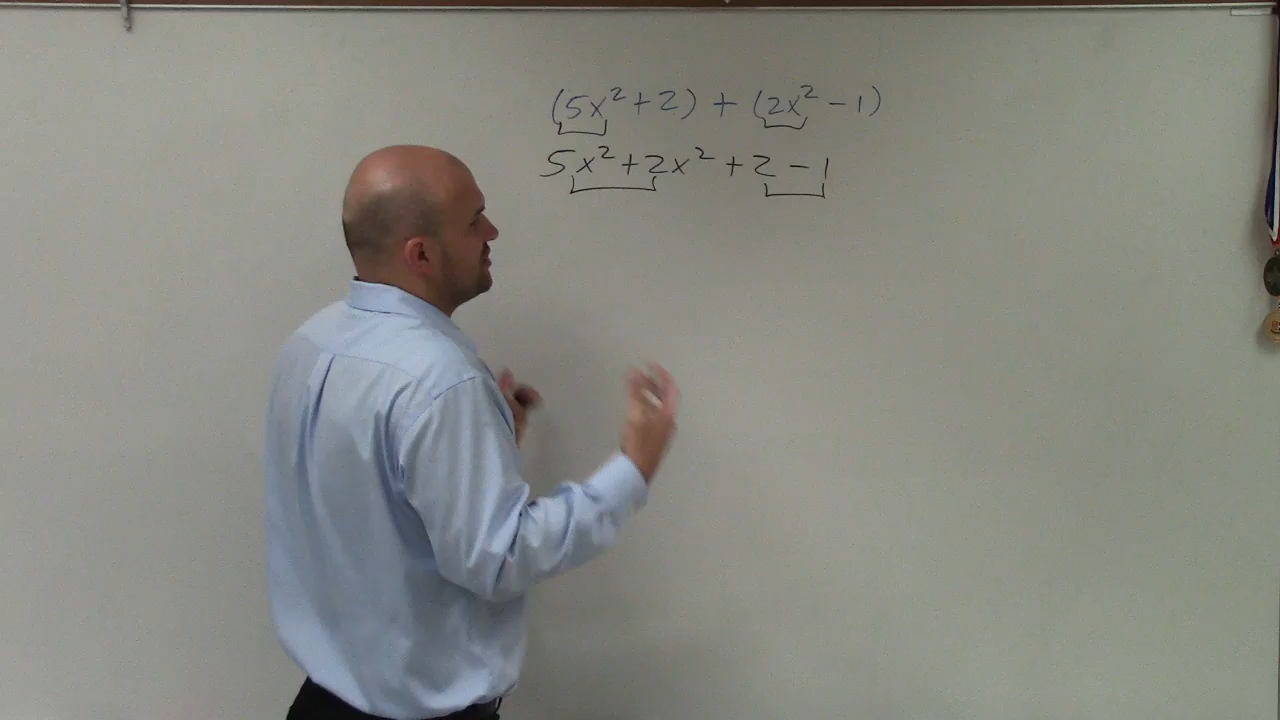 (5x² + 2) + (2x² - 1)
5x² + 2x² + 2 - 1